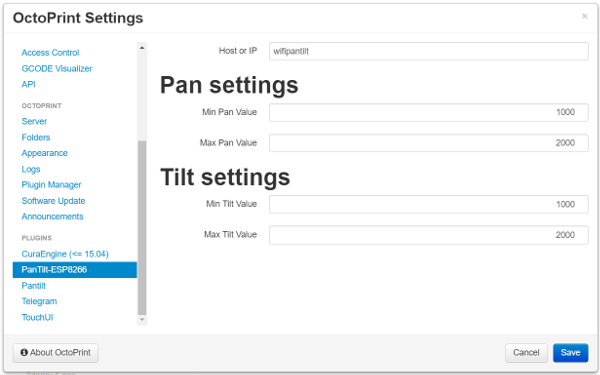 OctoPrint Settings
×
Access Control
GCODE Visualizer
API
OCTOPRINT
Server
Folders
Appearance
Logs
Plugin Manager
Software Update
Announcements
PLUGINS
CuraEngine (<= 15.04)
PanTilt-ESP8266
Pantilt
Telegram
TouchUI
Host or IP
wifipantilt
Pan settings
Min Pan Value
1000
Max Pan Value
2000
Tilt settings
Min Tilt Value
1000
Max Tilt Value
2000
About OctoPrint
Cancel
Save